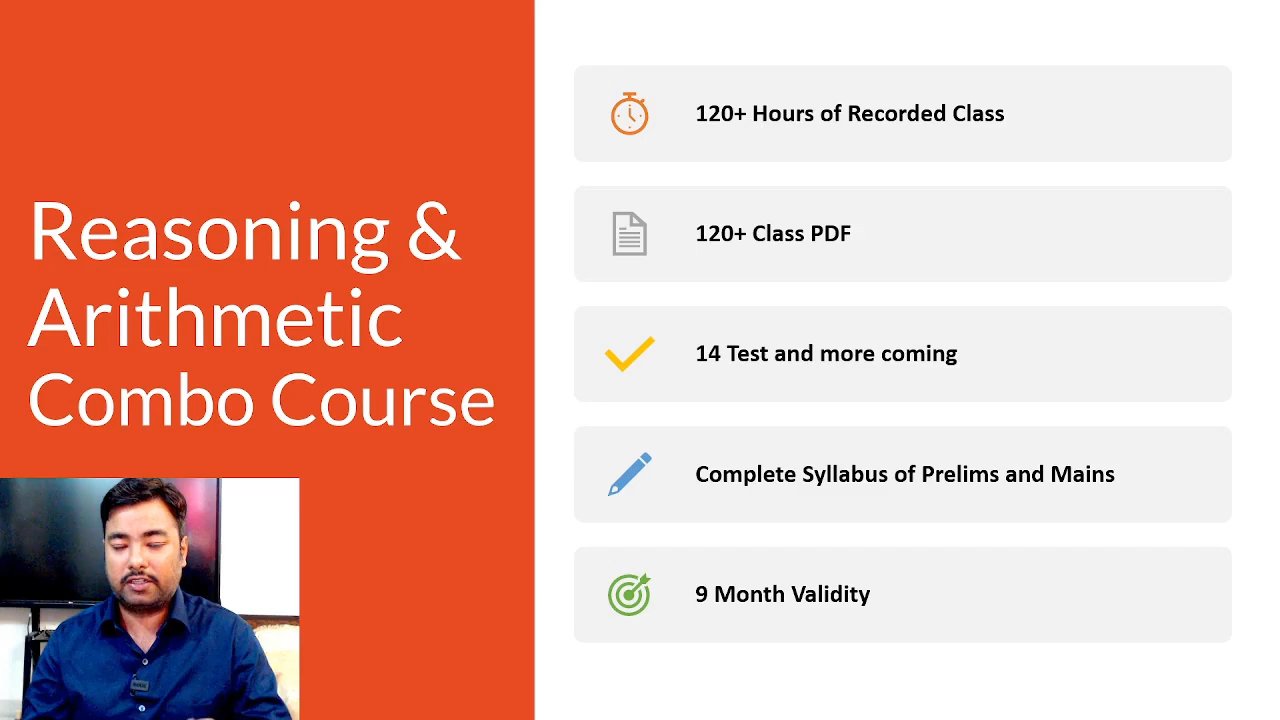 Reasoning &
Arithmetic
Combo Course
120+ Hours of Recorded Class
120+ Class PDF
14 Test and more coming
Complete Syllabus of Prelims and Mains
9 Month Validity